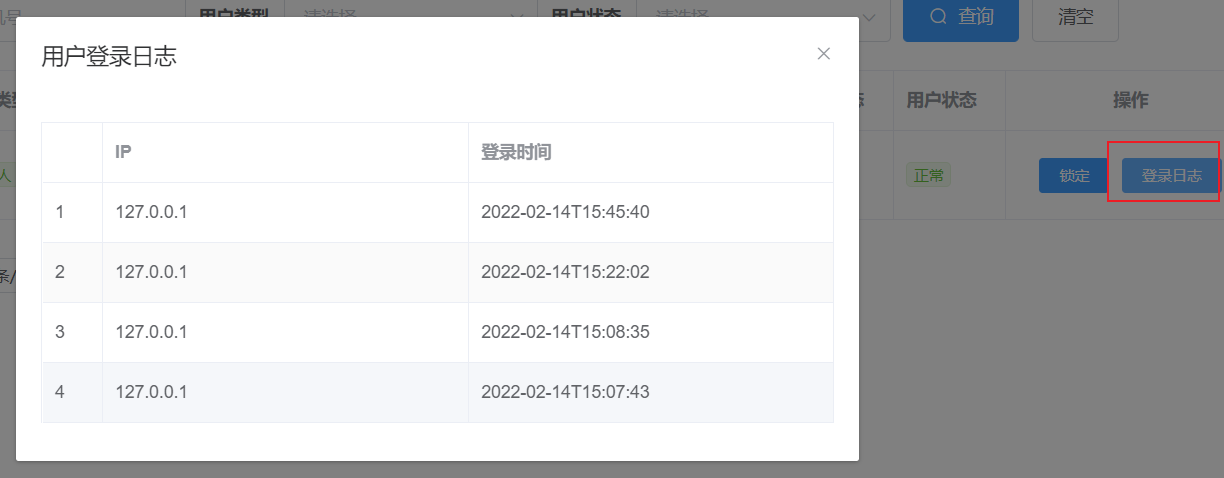 号 用户类型 请选择 用户状态 请选择 查询 清空
用户登录日志
用户状态 操作
IP 登录时间
人 正常 锁定 登录日志
1 127.0.0.1 2022-02-14T15:45:40
2 127.0.0.1 2022-02-14T15:22:02
条/
3 127.0.0.1 2022-02-14T15:08:35
4 127.0.0.1 2022-02-14T15:07:43